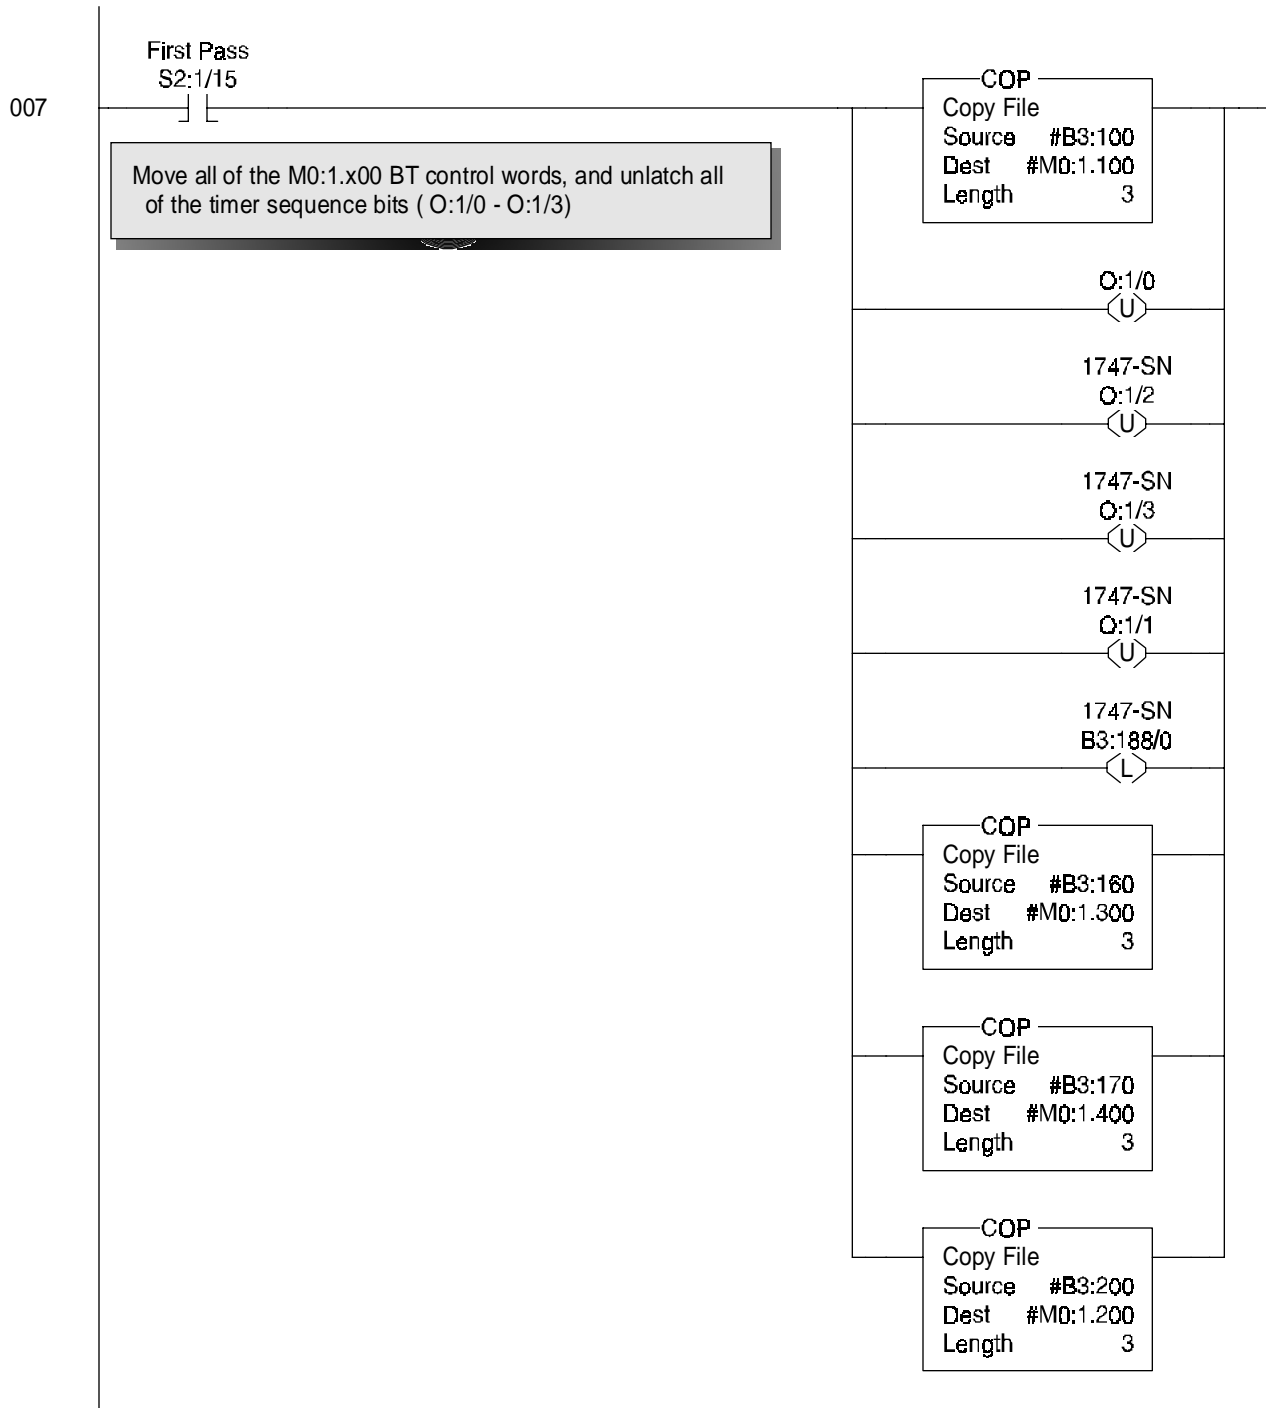 First Pass
S2:1/15
007
Move all of the M0:1.x00 BT control words, and unlatch all
of the timer sequence bits ( O:1/0 - O:1/3)
COP
Copy File
Source #B3:100
Dest #M0:1.100
Length 3
O:1/0
U
1747-SN
O:1/2
U
1747-SN
O:1/3
U
1747-SN
O:1/1
U
1747-SN
B3:188/0
L
COP
Copy File
Source #B3:160
Dest #M0:1.300
Length 3
COP
Copy File
Source #B3:170
Dest #M0:1.400
Length 3
COP
Copy File
Source #B3:200
Dest #M0:1.200
Length 3